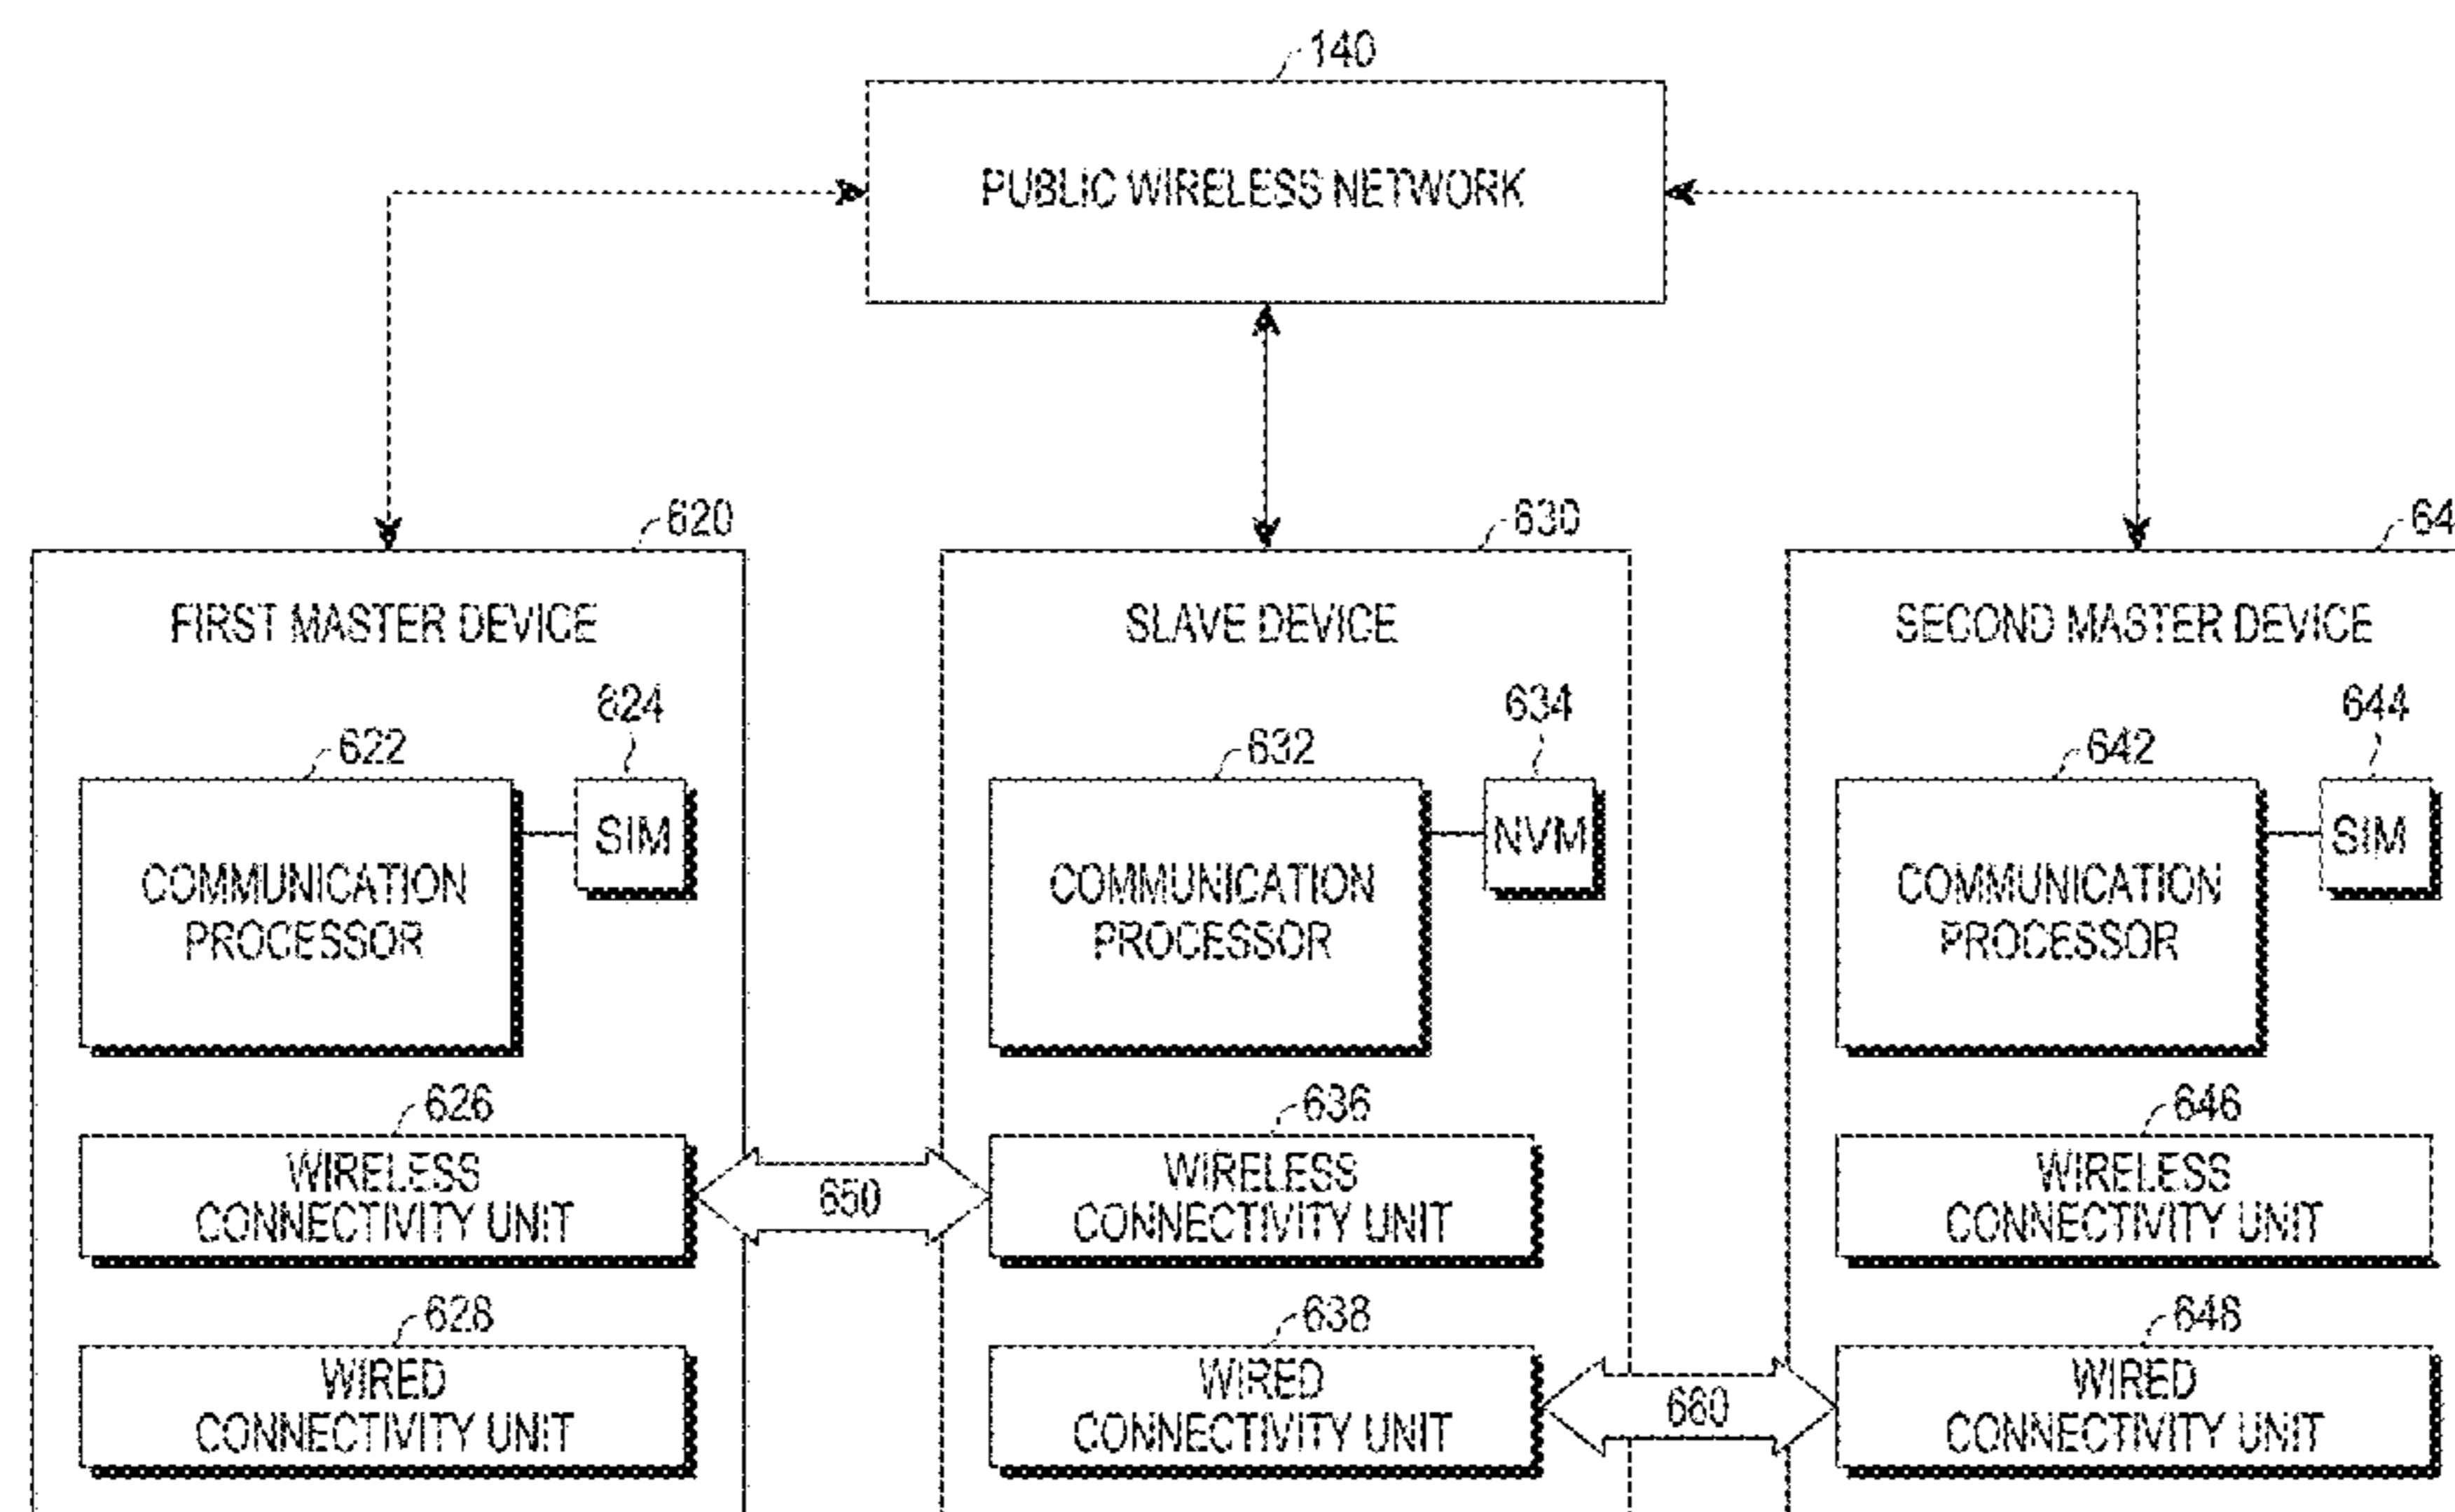 140
PUBLIC WIRELESS NETWORK
620
630
64
FIRST MASTER DEVICE
SLAVE DEVICE
SECOND MASTER DEVICE
624
634
644
622
632
642
SIM
NVM
SIM
COMMUNICATION
PROCESSOR
COMMUNICATION
PROCESSOR
COMMUNICATION
PROCESSOR
626
636
646
WIRELESS
CONNECTIVITY UNIT
650
WIRELESS
CONNECTIVITY UNIT
WIRELESS
CONNECTIVITY UNIT
628
638
648
WIRED
CONNECTIVITY UNIT
WIRED
CONNECTIVITY UNIT
660
WIRED
CONNECTIVITY UNIT